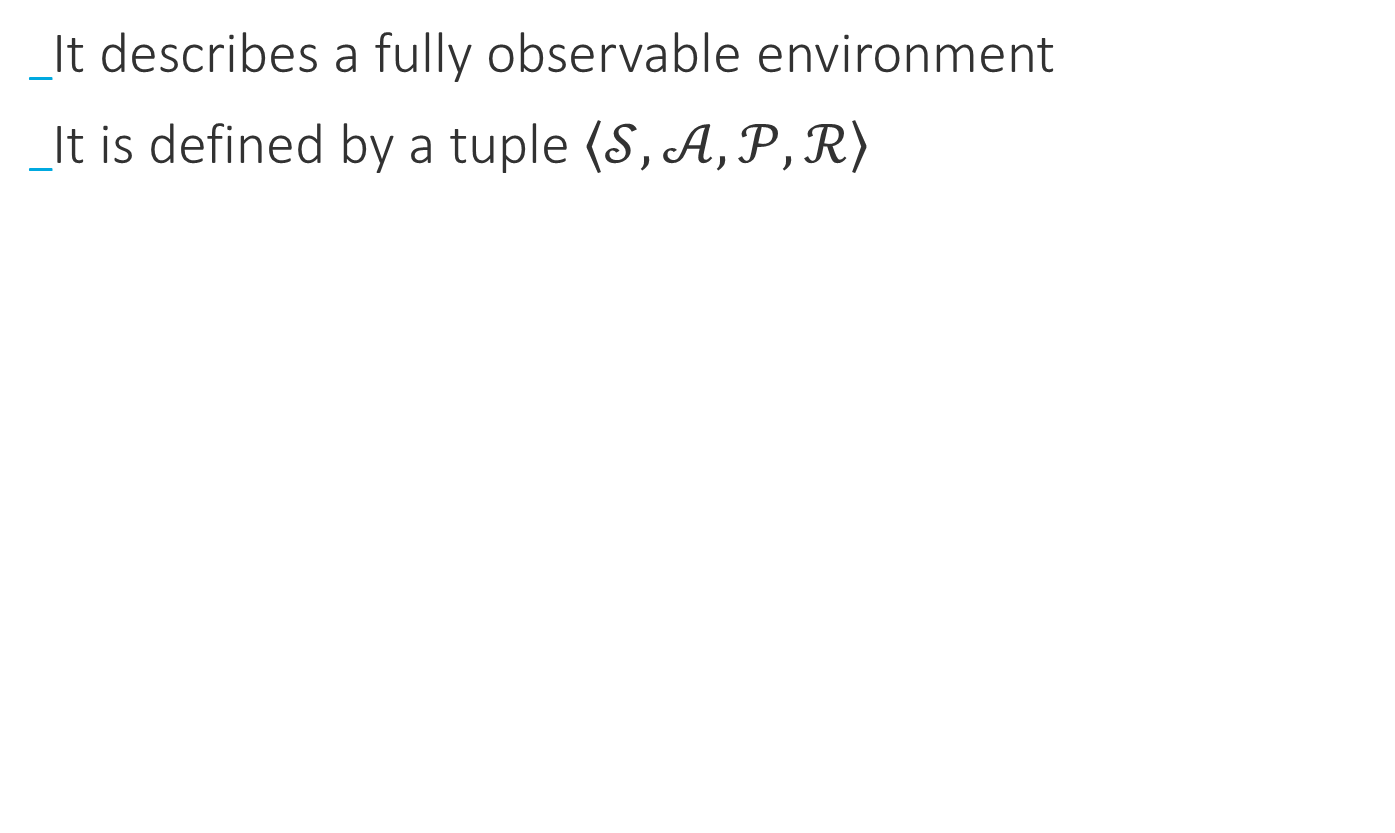 _It describes a fully observable environment
_It is defined by a tuple ⟨𝒮, 𝒜, 𝒫, ℛ⟩